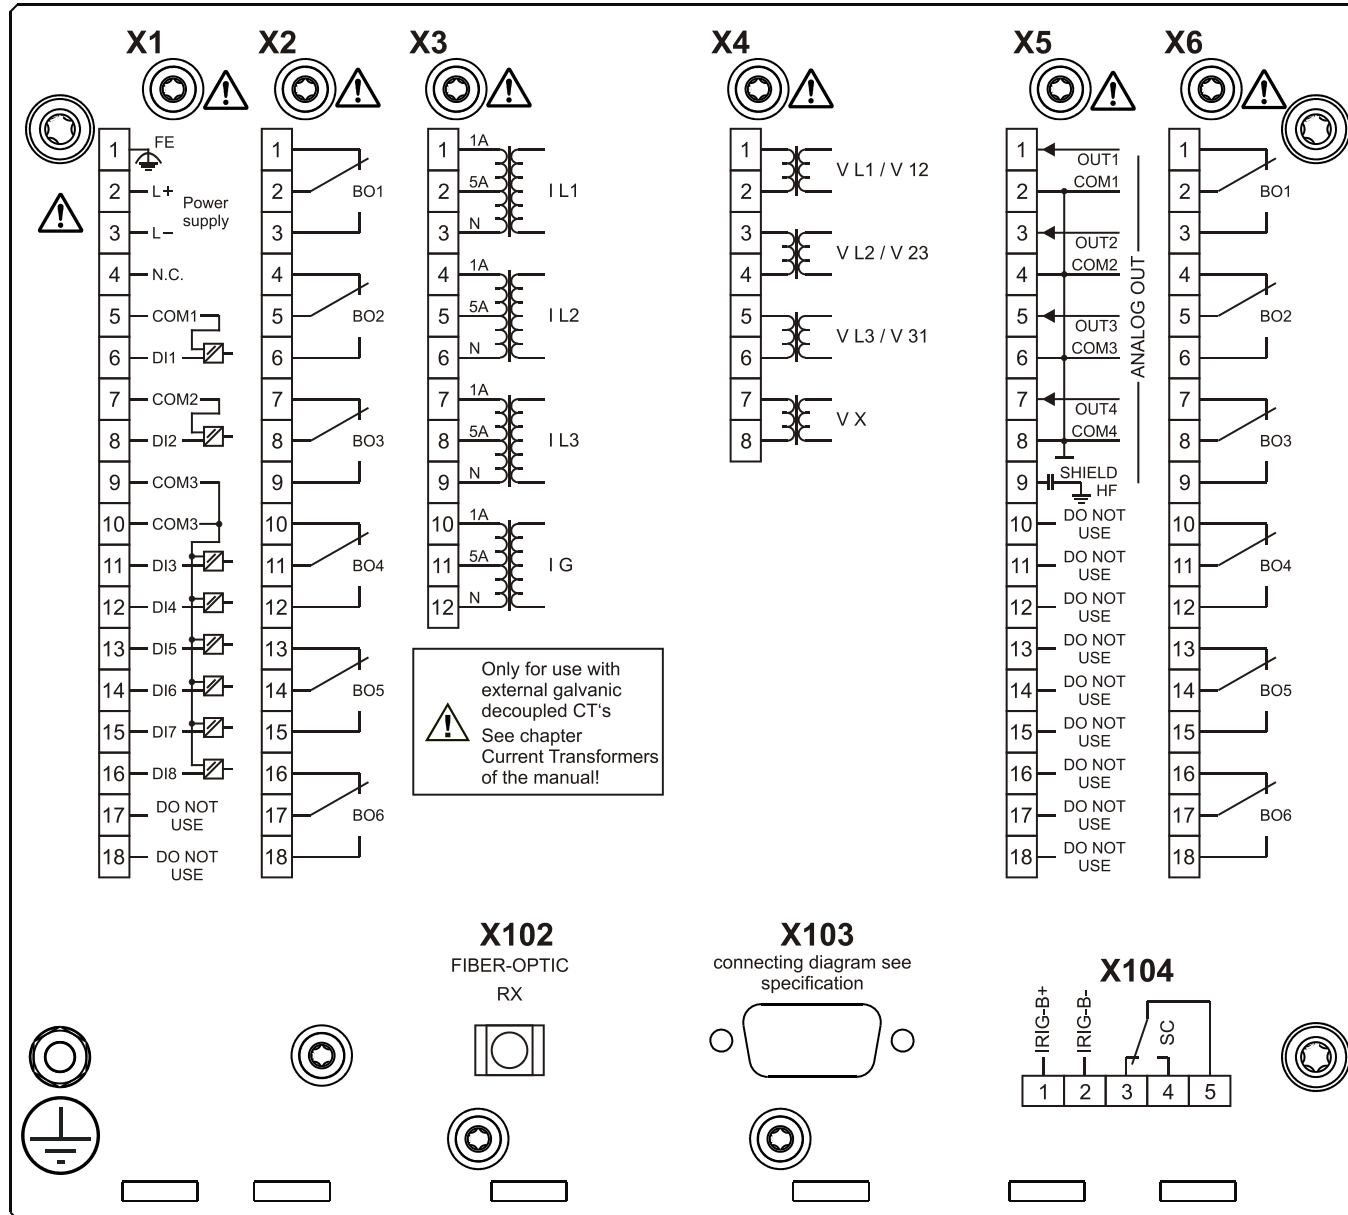 X1 X2 X3 X4 X5 X6
1 FE
2 L+
Power
supply
3 L−
4 N.C.
5 COM1
6 DI1
7 COM2
8 DI2
9 COM3
10 COM3
11 DI3
12 DI4
13 DI5
14 DI6
15 DI7
16 DI8
17 DO NOT
USE
18 DO NOT
USE
1
2 BO1
3
4
5 BO2
6
7
8 BO3
9
10
11 BO4
12
13
14 BO5
15
16
17 BO6
18
1 1A
2 5A I L1
3 N
4 1A
5 5A I L2
6 N
7 1A
8 5A I L3
9 N
10 1A
11 5A I G
12 N
Only for use with
external galvanic
decoupled CT's
See chapter
Current Transformers
of the manual!
1
V L1 / V 12
2
3
V L2 / V 23
4
5
V L3 / V 31
6
7
V X
8
1 OUT1
2 COM1
3 OUT2
4 COM2
5 OUT3
6 COM3
7 OUT4
8 COM4
ANALOG OUT
9 SHIELD
HF
10 DO NOT
USE
11 DO NOT
USE
12 DO NOT
USE
13 DO NOT
USE
14 DO NOT
USE
15 DO NOT
USE
16 DO NOT
USE
17 DO NOT
USE
18 DO NOT
USE
1
2 BO1
3
4
5 BO2
6
7
8 BO3
9
10
11 BO4
12
13
14 BO5
15
16
17 BO6
18
X102
FIBER-OPTIC
RX
X103
connecting diagram see
specification
X104
IRIG-B+
IRIG-B-
SC
1 2 3 4 5